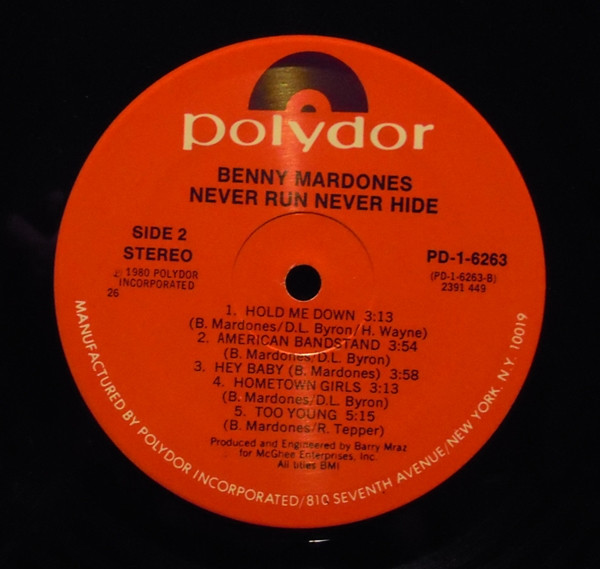 polydor
BENNY MARDONES
NEVER RUN NEVER HIDE
SIDE 2
STEREO
℗ 1980 POLYDOR
INCORPORATED
26
PD-1-6263
(PD-1-6263-B)
2391 449
1. HOLD ME DOWN 3:13
(B. Mardones/D.L. Byron/H. Wayne)
2. AMERICAN BANDSTAND 3:54
(B. Mardones/D.L. Byron)
3. HEY BABY (B. Mardones) 3:58
4. HOMETOWN GIRLS 3:13
(B. Mardones/D.L. Byron)
5. TOO YOUNG 5:15
(B. Mardones/R. Tepper)
Produced and Engineered by Barry Mraz
for McGhee Enterprises, Inc.
All titles BMI
MANUFACTURED BY POLYDOR INCORPORATED/810 SEVENTH AVENUE/NEW YORK, N.Y. 10019